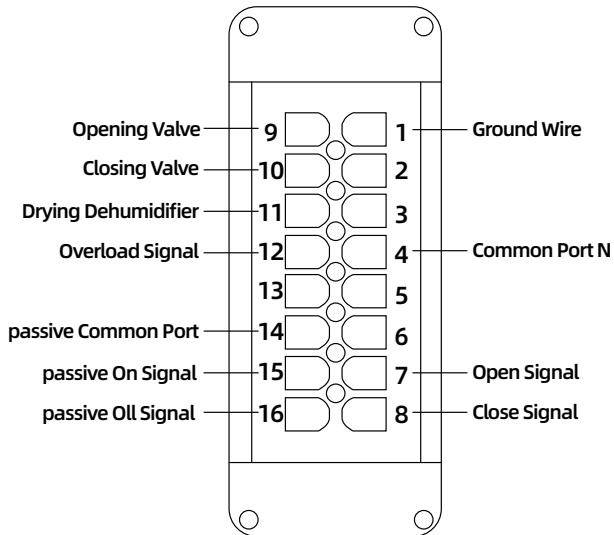 Opening Valve 9 1 Ground Wire
Closing Valve 10 2
Drying Dehumidifier 11 3
Overload Signal 12 4 Common Port N
13 5
passive Common Port 14 6
passive On Signal 15 7 Open Signal
passive Oll Signal 16 8 Close Signal